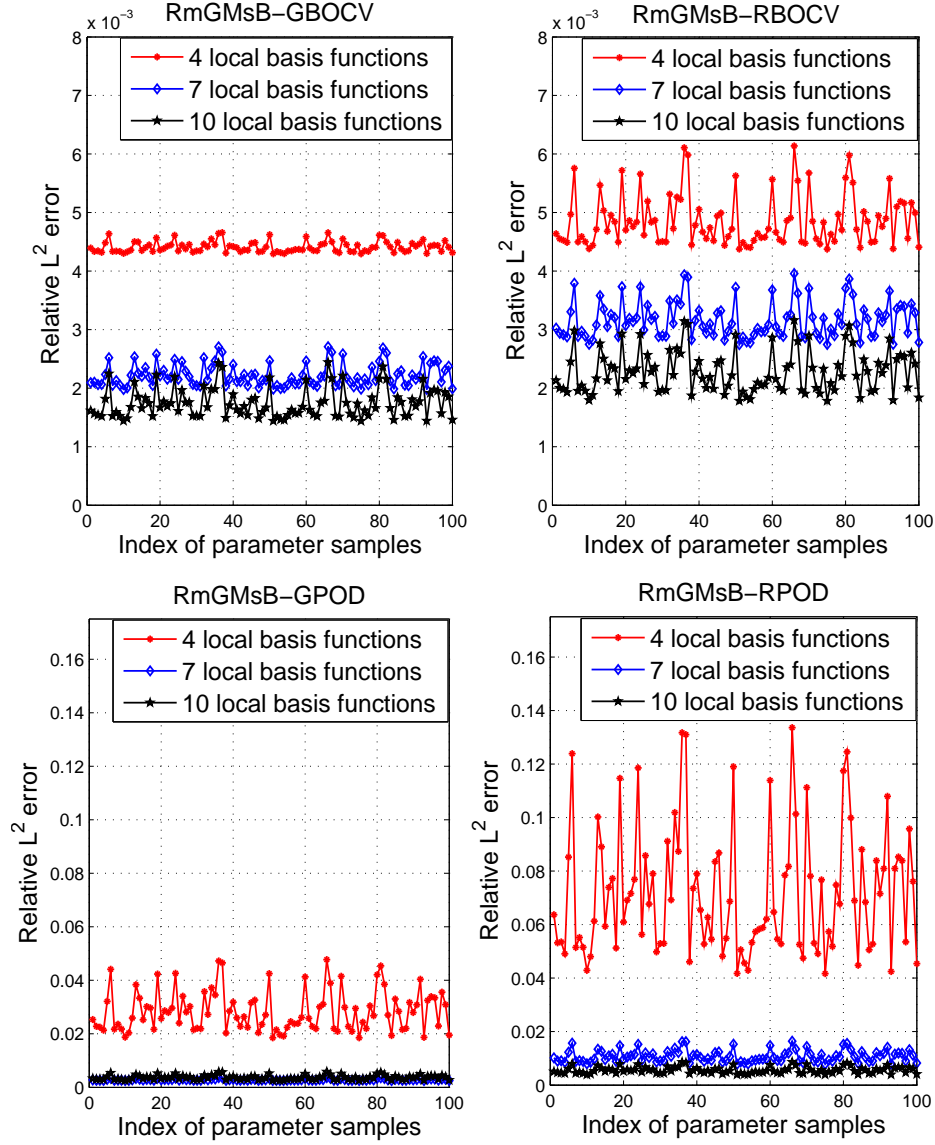 RmGMsB−GBOCV
x 10⁻³
8
7
6
5
4
3
2
1
0
0 20 40 60 80 100
Relative L² error
Index of parameter samples
4 local basis functions
7 local basis functions
10 local basis functions
RmGMsB−RBOCV
x 10⁻³
8
7
6
5
4
3
2
1
0
0 20 40 60 80 100
Relative L² error
Index of parameter samples
4 local basis functions
7 local basis functions
10 local basis functions
RmGMsB−GPOD
0.16
0.14
0.12
0.1
0.08
0.06
0.04
0.02
0
0 20 40 60 80 100
Relative L² error
Index of parameter samples
4 local basis functions
7 local basis functions
10 local basis functions
RmGMsB−RPOD
0.16
0.14
0.12
0.1
0.08
0.06
0.04
0.02
0
0 20 40 60 80 100
Relative L² error
Index of parameter samples
4 local basis functions
7 local basis functions
10 local basis functions